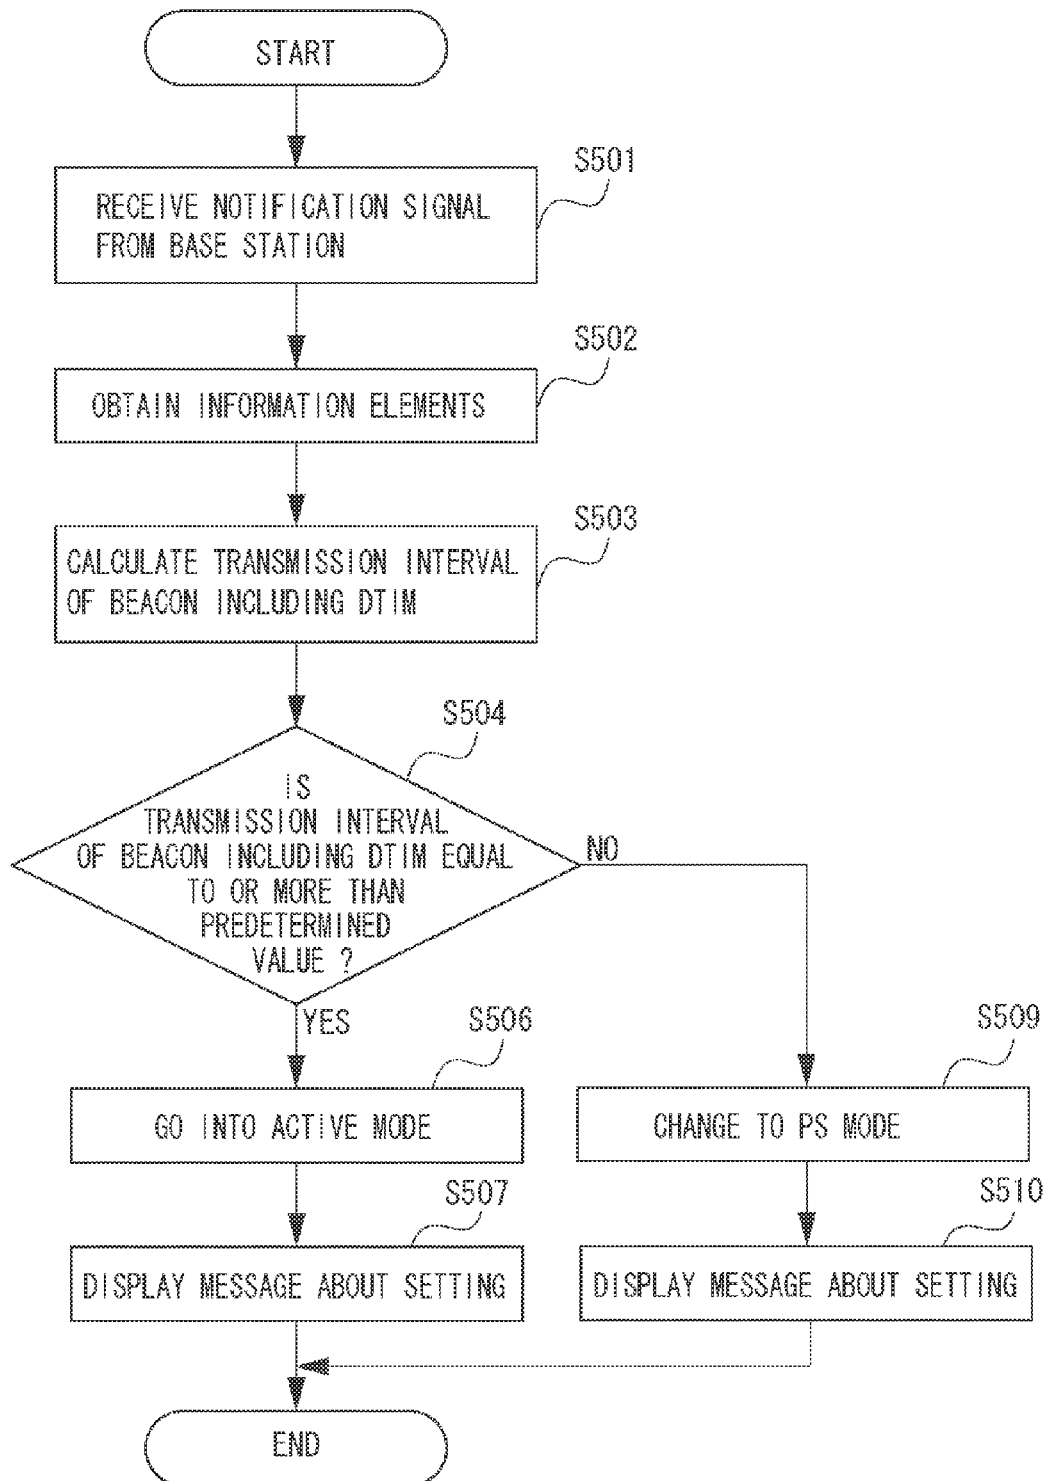 START
S501
RECEIVE NOTIFICATION SIGNAL
FROM BASE STATION
S502
OBTAIN INFORMATION ELEMENTS
S503
CALCULATE TRANSMISSION INTERVAL
OF BEACON INCLUDING DTIM
S504
IS
TRANSMISSION INTERVAL
OF BEACON INCLUDING DTIM EQUAL
TO OR MORE THAN
PREDETERMINED
VALUE ?
NO
YES
S506
GO INTO ACTIVE MODE
S509
CHANGE TO PS MODE
S507
DISPLAY MESSAGE ABOUT SETTING
S510
DISPLAY MESSAGE ABOUT SETTING
END